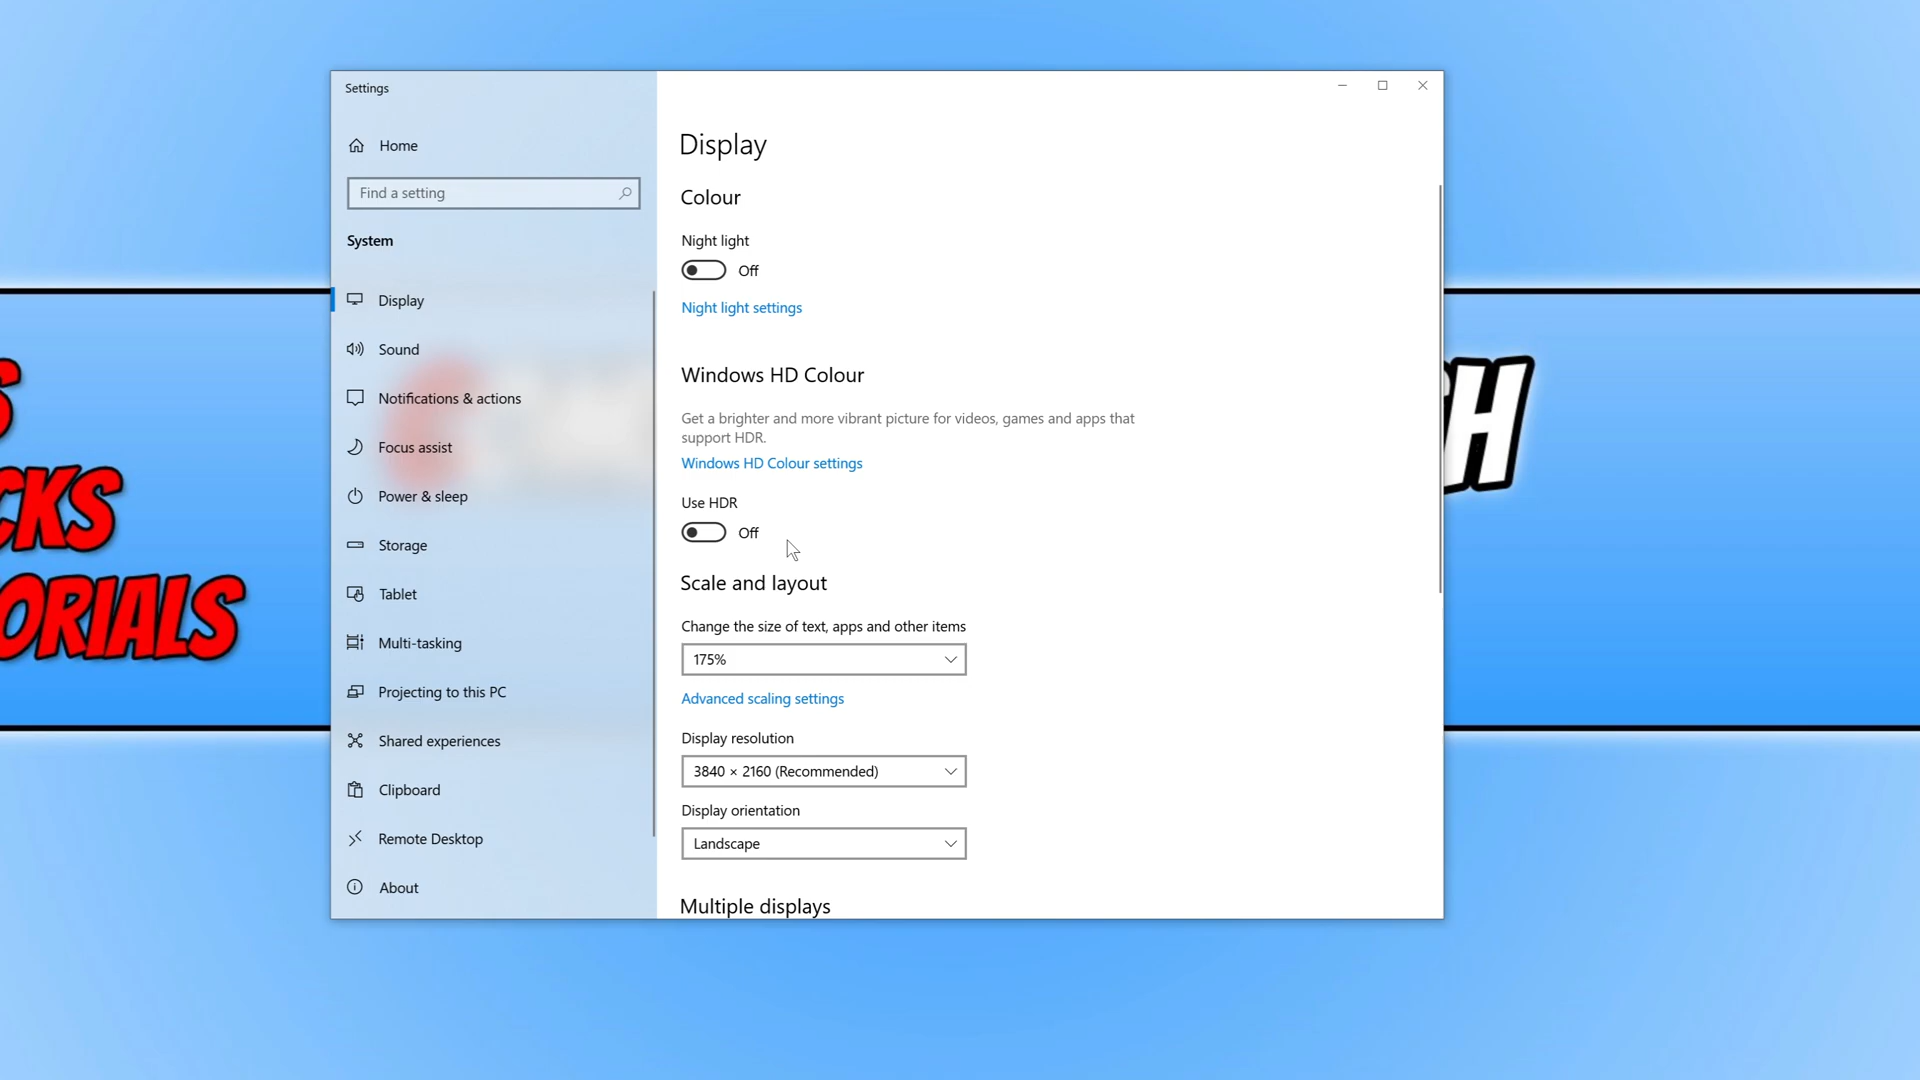 Settings
Home
Find a setting
System
Display
Sound
Notifications & actions
Focus assist
Power & sleep
Storage
Tablet
Multi-tasking
Projecting to this PC
Shared experiences
Clipboard
Remote Desktop
About
Display
Colour
Night light
Off
Night light settings
Windows HD Colour
Get a brighter and more vibrant picture for videos, games and apps that
support HDR.
Windows HD Colour settings
Use HDR
Off
Scale and layout
Change the size of text, apps and other items
175%
Advanced scaling settings
Display resolution
3840 × 2160 (Recommended)
Display orientation
Landscape
Multiple displays
S
CKS
ORIALS
H